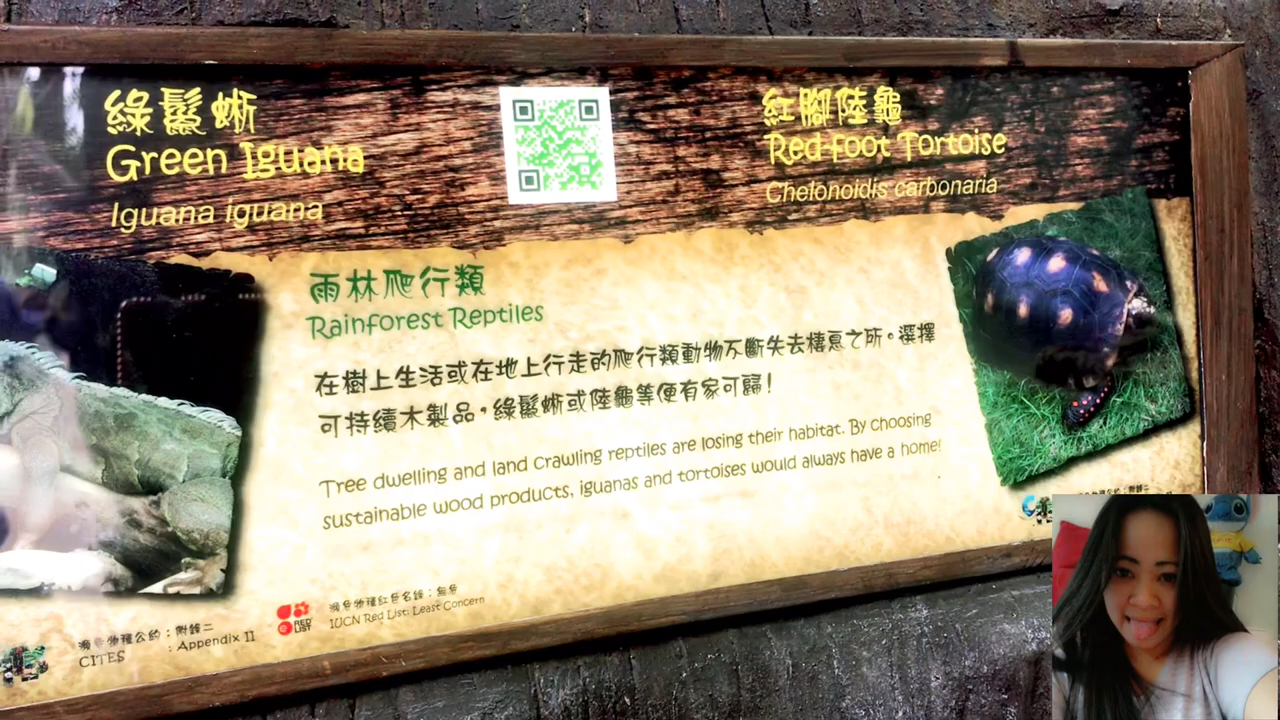 綠鬣蜥
Green Iguana
Iguana iguana
紅腳陸龜
Red-foot Tortoise
Chelonoidis carbonaria
雨林爬行類
Rainforest Reptiles
在樹上生活或在地上行走的爬行類動物不斷失去棲息之所。選擇
可持續木製品，綠鬣蜥或陸龜等便有家可歸！
Tree dwelling and land crawling reptiles are losing their habitat. By choosing
sustainable wood products, iguanas and tortoises would always have a home!
瀕危物種公約：附錄二
CITES : Appendix II
RED
LIST
瀕危物種紅色名錄：無危
IUCN Red List: Least Concern